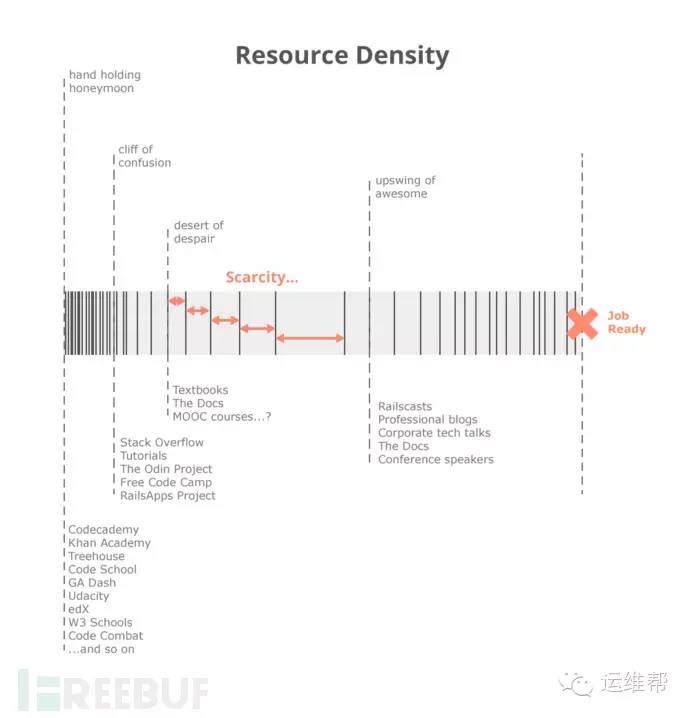 Resource Density
hand holding
honeymoon
cliff of
confusion
upswing of
awesome
desert of
despair
Scarcity...
Job
Ready
Textbooks
The Docs
MOOC courses...?
Railscasts
Professional blogs
Corporate tech talks
The Docs
Conference speakers
Stack Overflow
Tutorials
The Odin Project
Free Code Camp
RailsApps Project
Codecademy
Khan Academy
Treehouse
Code School
GA Dash
Udacity
edX
W3 Schools
Code Combat
...and so on
FREEBUF
运维帮